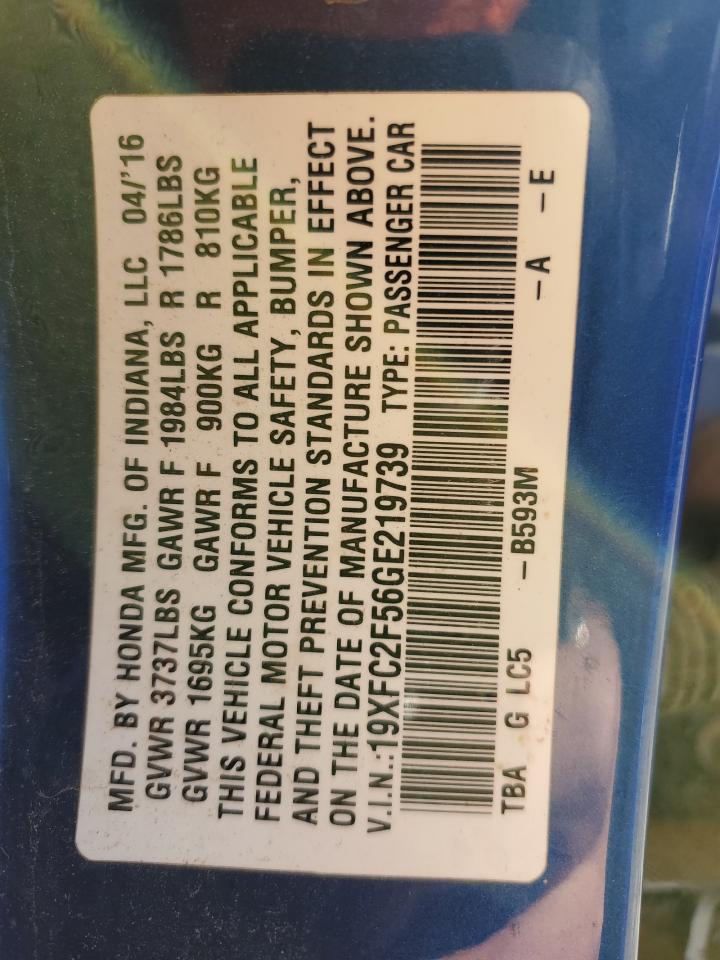 MFD. BY HONDA MFG. OF INDIANA, LLC 04/'16
GVWR 3737LBS GAWR F 1984LBS R 1786LBS
GVWR 1695KG GAWR F 900KG R 810KG
THIS VEHICLE CONFORMS TO ALL APPLICABLE
FEDERAL MOTOR VEHICLE SAFETY, BUMPER,
AND THEFT PREVENTION STANDARDS IN EFFECT
ON THE DATE OF MANUFACTURE SHOWN ABOVE.
V.I.N.:19XFC2F56GE219739 TYPE: PASSENGER CAR
TBA G LC5 -B593M -A -E